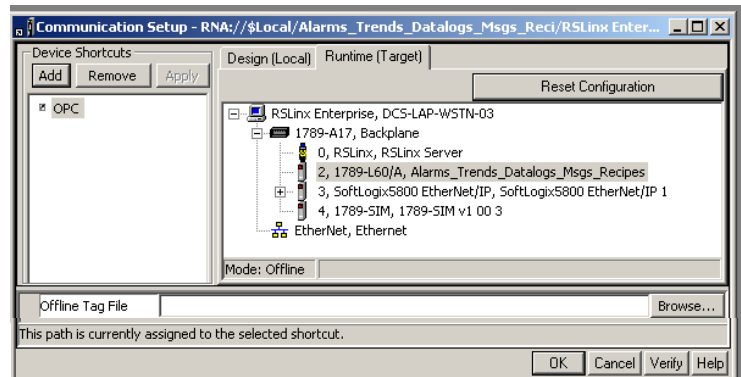 Communication Setup - RNA://$Local/Alarms_Trends_Datalogs_Msgs_Reci/RSLinx Enter...
Device Shortcuts
Add Remove Apply
OPC
Design (Local) Runtime (Target)
Reset Configuration
RSLinx Enterprise, DCS-LAP-WSTN-03
1789-A17, Backplane
0, RSLinx, RSLinx Server
2, 1789-L60/A, Alarms_Trends_Datalogs_Msgs_Recipes
3, SoftLogix5800 EtherNet/IP, SoftLogix5800 EtherNet/IP 1
4, 1789-SIM, 1789-SIM v1 00 3
EtherNet, Ethernet
Mode: Offline
Offline Tag File Browse...
This path is currently assigned to the selected shortcut.
OK Cancel Verify Help